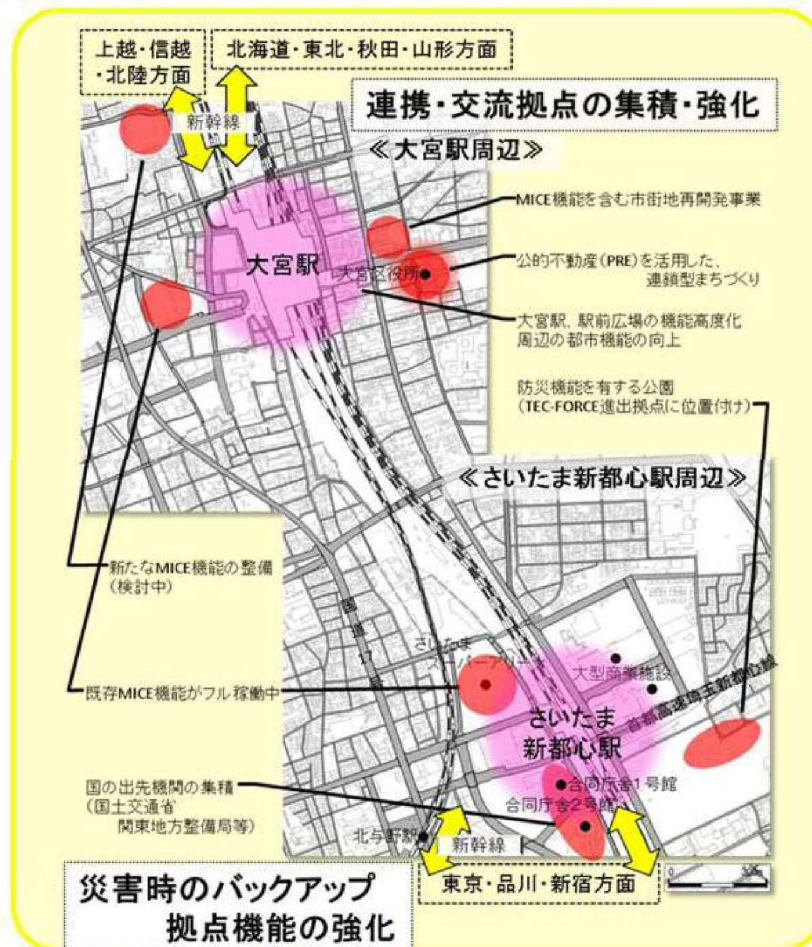 上越・信越
・北陸方面
北海道・東北・秋田・山形方面
新幹線
連携・交流拠点の集積・強化
≪大宮駅周辺≫
MICE機能を含む市街地再開発事業
大宮駅
大宮区役所
公的不動産(PRE)を活用した、
連鎖型まちづくり
大宮駅、駅前広場の機能高度化
周辺の都市機能の向上
防災機能を有する公園
(TEC-FORCE進出拠点に位置付け)
≪さいたま新都心駅周辺≫
新たなMICE機能の整備
(検討中)
国道17号
さいたま
スーパーアリーナ
大型商業施設
既存MICE機能がフル稼働中
首都高速埼玉新都心線
さいたま
新都心駅
国の出先機関の集積
(国土交通省
関東地方整備局等)
合同庁舎1号館
合同庁舎2号館
北与野駅
新幹線
東京・品川・新宿方面
災害時のバックアップ
拠点機能の強化